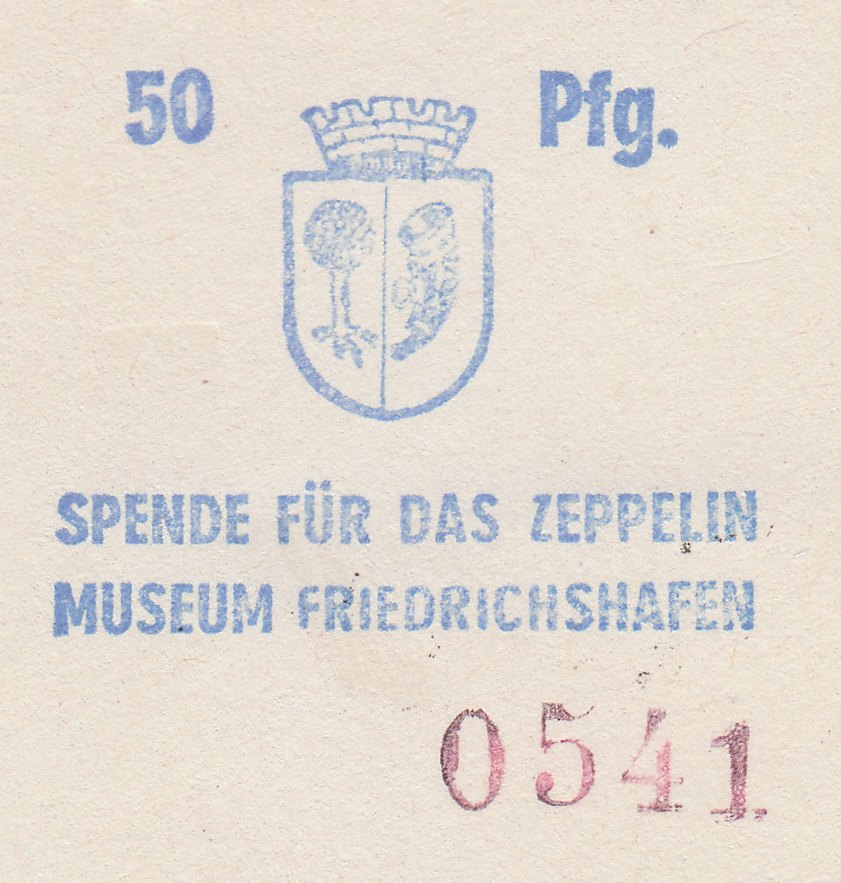 50 Pfg.
SPENDE FÜR DAS ZEPPELIN
MUSEUM FRIEDRICHSHAFEN
0541